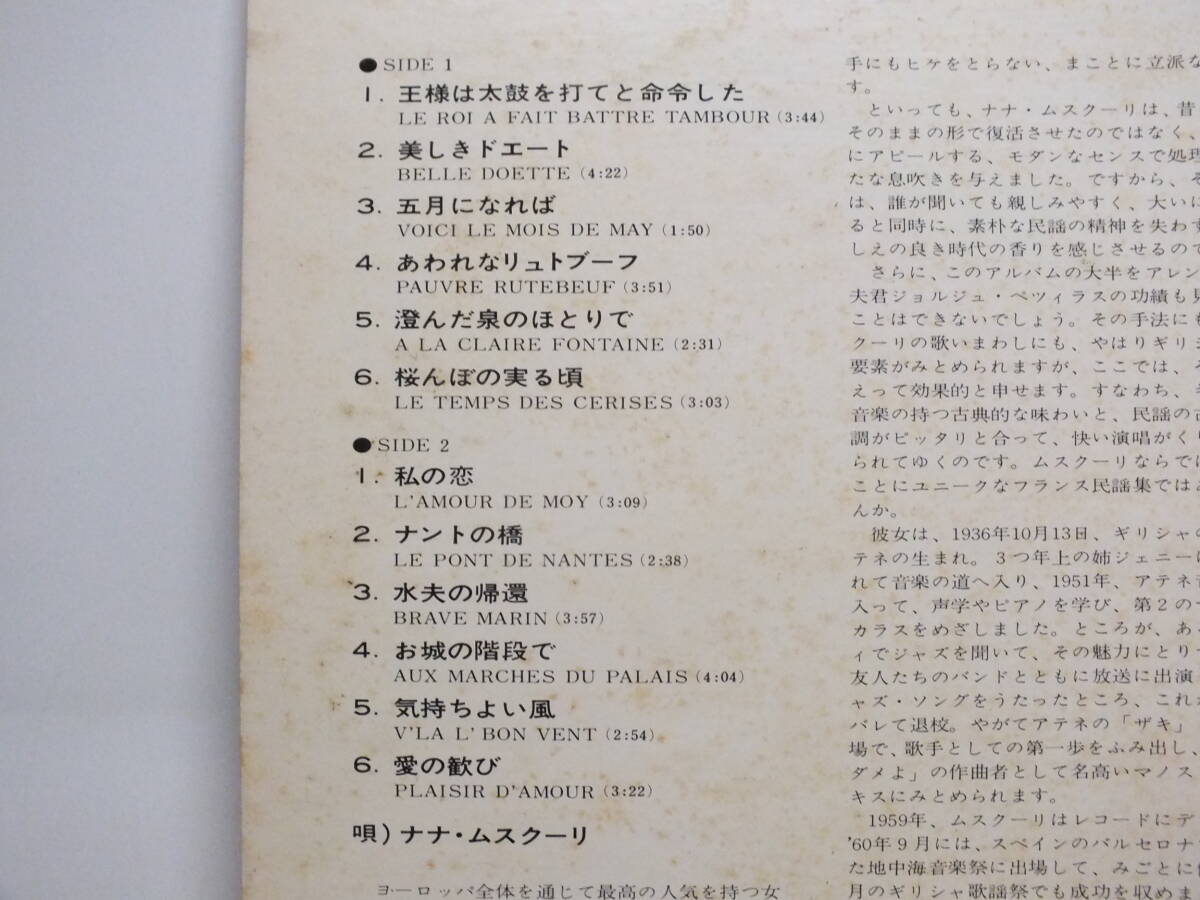 ●SIDE 1
1. 王様は太鼓を打てと命令した
LE ROI A FAIT BATTRE TAMBOUR (3:44)
2. 美しきドエート
BELLE DOETTE (4:22)
3. 五月になれば
VOICI LE MOIS DE MAY (1:50)
4. あわれなリュトブーフ
PAUVRE RUTEBEUF (3:51)
5. 澄んだ泉のほとりで
A LA CLAIRE FONTAINE (2:31)
6. 桜んぼの実る頃
LE TEMPS DES CERISES (3:03)
●SIDE 2
1. 私の恋
L'AMOUR DE MOY (3:09)
2. ナントの橋
LE PONT DE NANTES (2:38)
3. 水夫の帰還
BRAVE MARIN (3:57)
4. お城の階段で
AUX MARCHES DU PALAIS (4:04)
5. 気持ちよい風
V'LA L'BON VENT (2:54)
6. 愛の歓び
PLAISIR D'AMOUR (3:22)
唄) ナナ・ムスクーリ
ヨーロッパ全体を通じて最高の人気を持つ女
手にもヒケをとらない、まことに立派な
す。
といっても、ナナ・ムスクーリは、昔
そのままの形で復活させたのではなく、
にアピールする、モダンなセンスで処理
たな息吹きを与えました。ですから、そ
は、誰が聞いても親しみやすく、大いに
ると同時に、素朴な民謡の精神を失わず
しえの良き時代の香りを感じさせるので
さらに、このアルバムの大半をアレン
夫君ジョルジュ・ペツィラスの功績も見
ことはできないでしょう。その手法にも
クーリの歌いまわしにも、やはりギリシ
要素がみとめられますが、ここでは、そ
えって効果的と申せます。すなわち、
音楽の持つ古典的な味わいと、民謡の古
調がピッタリと合って、快い演唱がくり
られてゆくのです。ムスクーリならでは
ことにユニークなフランス民謡集では
んか。
彼女は、1936年10月13日、ギリシャの
テネの生まれ。3つ年上の姉ジェニーに
れて音楽の道へ入り、1951年、アテネ
入って、声学やピアノを学び、第2の
カラスをめざしました。ところが、あ
ィでジャズを聞いて、その魅力にとり
友人たちのバンドとともに放送に出演
ャズ・ソングをうたったところ、これが
バレて退校。やがてアテネの「ザキ」
場で、歌手としての第一歩をふみ出し、
ダメよ」の作曲者として名高いマノス
キスにみとめられます。
1959年、ムスクーリはレコードにデ
'60年9月には、スペインのバルセロナ
た地中海音楽祭に出場して、みごとに
月のギリシャ歌謡祭でも成功を収めま